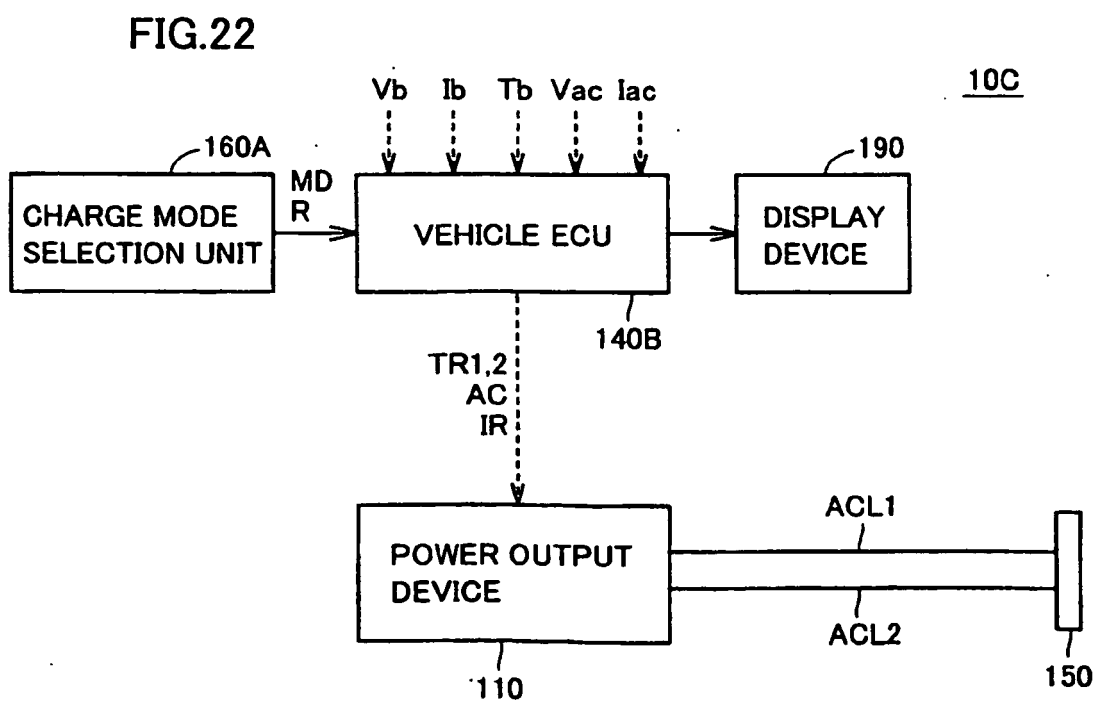 FIG.22
10C
Vb Ib Tb Vac Iac
160A
190
MD
R
CHARGE MODE
SELECTION UNIT
VEHICLE ECU
DISPLAY
DEVICE
140B
TR1,2
AC
IR
POWER OUTPUT
DEVICE
ACL1
ACL2
110
150